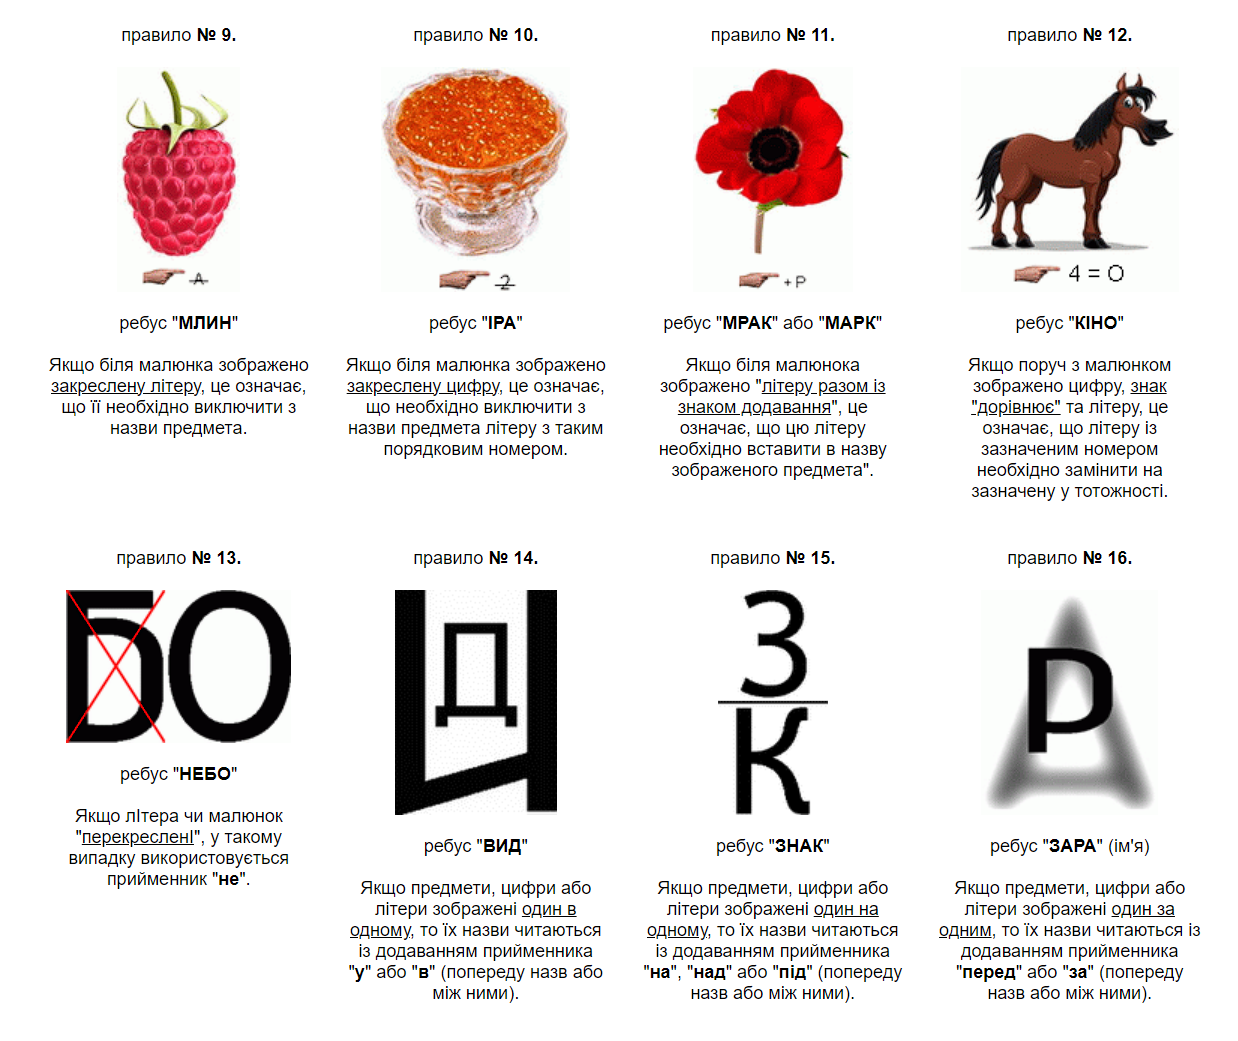 правило № 9.
правило № 10.
правило № 11.
правило № 12.
А
2
+ Р
4 = О
ребус "МЛИН"
ребус "ІРА"
ребус "МРАК" або "МАРК"
ребус "КІНО"
Якщо біля малюнка зображено
закреслену літеру, це означає,
що її необхідно виключити з
назви предмета.
Якщо біля малюнка зображено
закреслену цифру, це означає,
що необхідно виключити з
назви предмета літеру з таким
порядковим номером.
Якщо біля малюнока
зображено "літеру разом із
знаком додавання", це
означає, що цю літеру
необхідно вставити в назву
зображеного предмета".
Якщо поруч з малюнком
зображено цифру, знак
"дорівнює" та літеру, це
означає, що літеру із
зазначеним номером
необхідно замінити на
зазначену у тотожності.
правило № 13.
правило № 14.
правило № 15.
правило № 16.
БО
И
Д
З
К
А
Р
ребус "НЕБО"
Якщо лІтера чи малюнок
"перекресленІ", у такому
випадку використовується
прийменник "не".
ребус "ВИД"
Якщо предмети, цифри або
літери зображені один в
одному, то їх назви читаються
із додаванням прийменника
"у" або "в" (попереду назв або
між ними).
ребус "ЗНАК"
Якщо предмети, цифри або
літери зображені один на
одному, то їх назви читаються
із додаванням прийменника
"на", "над" або "під" (попереду
назв або між ними).
ребус "ЗАРА" (ім'я)
Якщо предмети, цифри або
літери зображені один за
одним, то їх назви читаються із
додаванням прийменника
"перед" або "за" (попереду
назв або між ними).